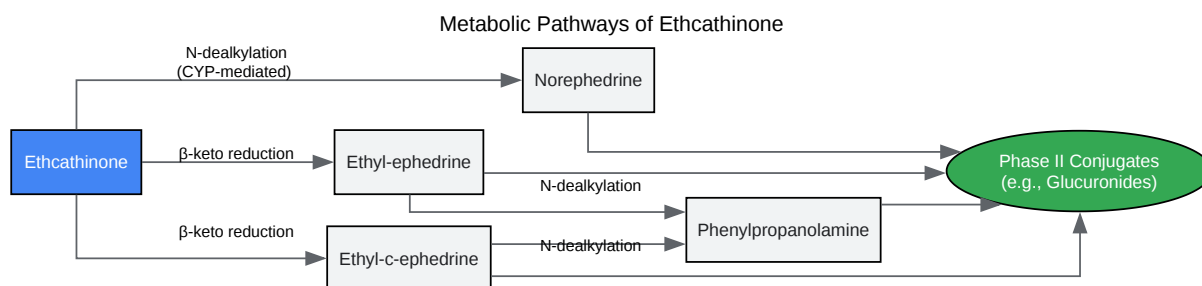 Metabolic Pathways of Ethcathinone
N-dealkylation
(CYP-mediated)
Norephedrine
Ethcathinone
β-keto reduction
Ethyl-ephedrine
N-dealkylation
Phase II Conjugates
(e.g., Glucuronides)
β-keto reduction
Ethyl-c-ephedrine
N-dealkylation
Phenylpropanolamine